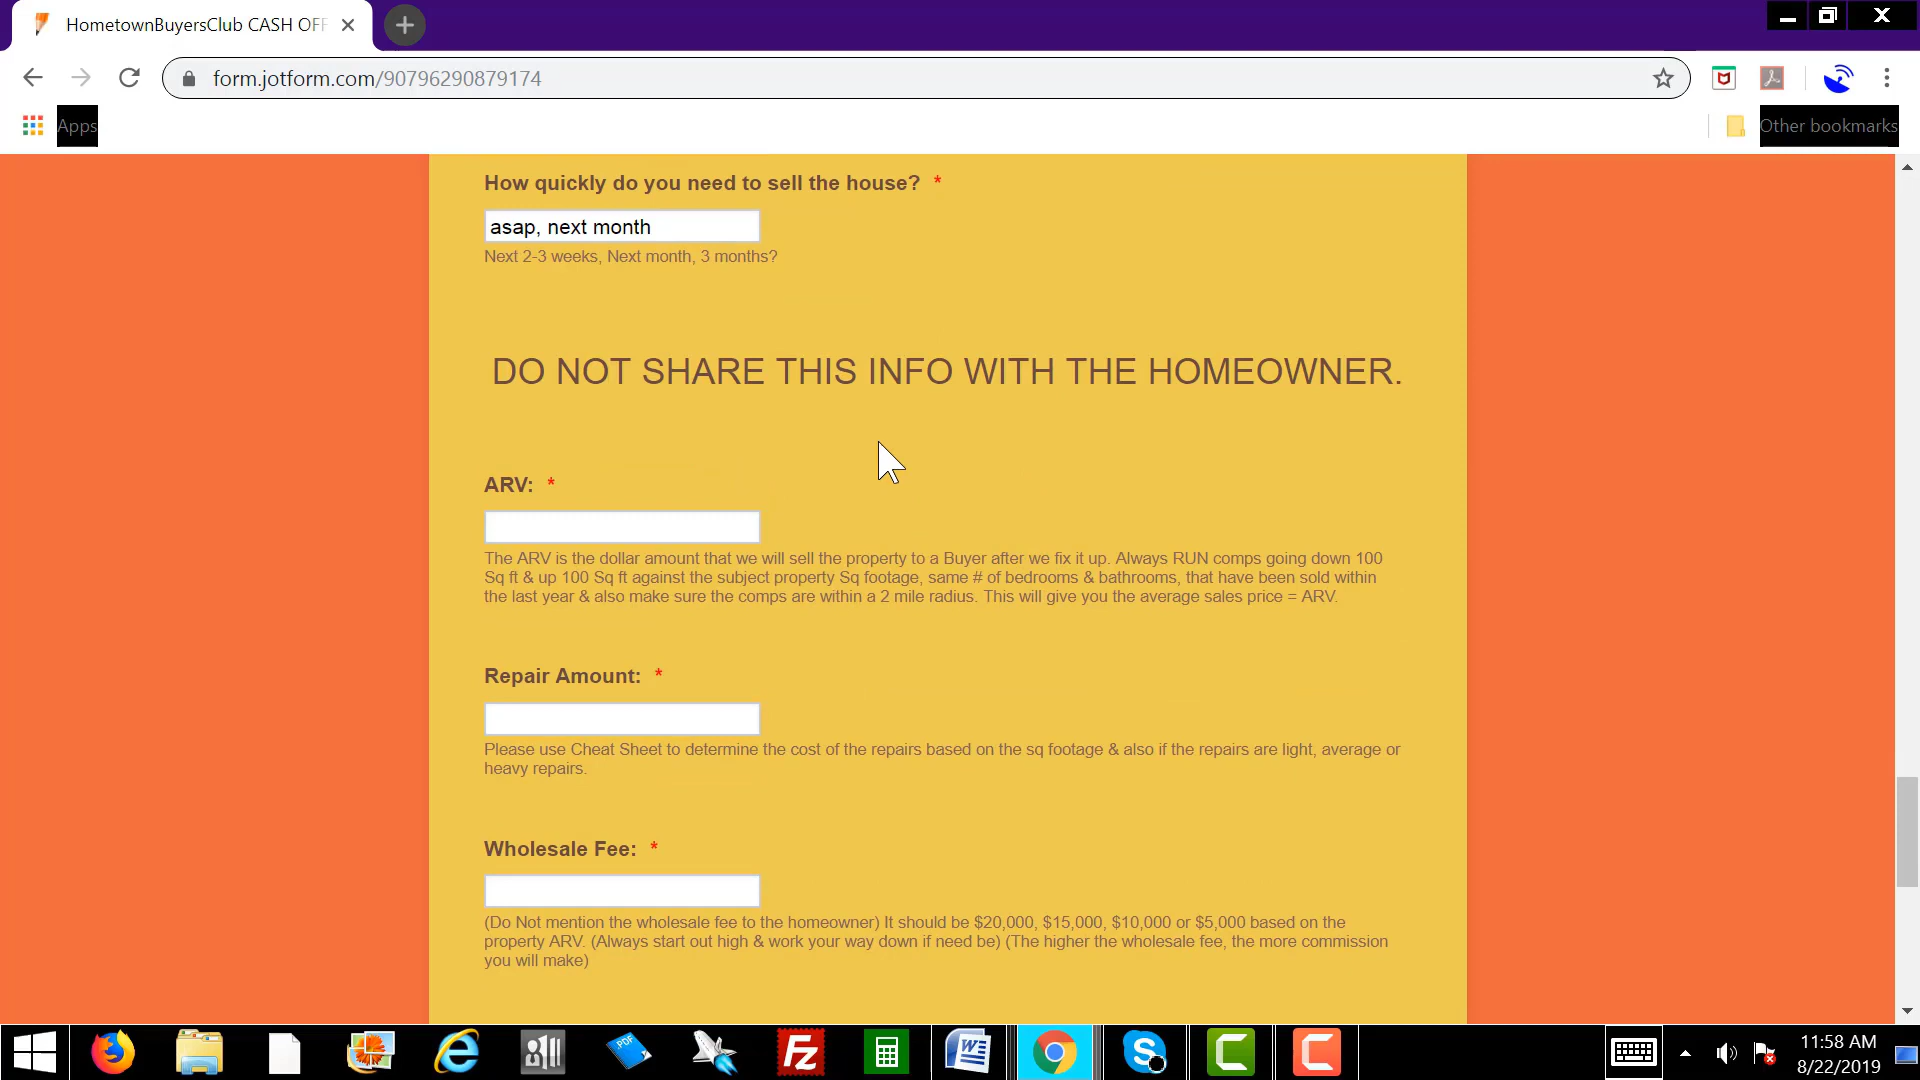 HometownBuyersClub CASH OFF
form.jotform.com/90796290879174
Apps
Other bookmarks
How quickly do you need to sell the house? *
asap, next month
Next 2-3 weeks, Next month, 3 months?
DO NOT SHARE THIS INFO WITH THE HOMEOWNER.
ARV: *
The ARV is the dollar amount that we will sell the property to a Buyer after we fix it up. Always RUN comps going down 100
Sq ft & up 100 Sq ft against the subject property Sq footage, same # of bedrooms & bathrooms, that have been sold within
the last year & also make sure the comps are within a 2 mile radius. This will give you the average sales price = ARV.
Repair Amount: *
Please use Cheat Sheet to determine the cost of the repairs based on the sq footage & also if the repairs are light, average or
heavy repairs.
Wholesale Fee: *
(Do Not mention the wholesale fee to the homeowner) It should be $20,000, $15,000, $10,000 or $5,000 based on the
property ARV. (Always start out high & work your way down if need be) (The higher the wholesale fee, the more commission
you will make)
PDF
Fz
W
S
C
C
11:58 AM
8/22/2019